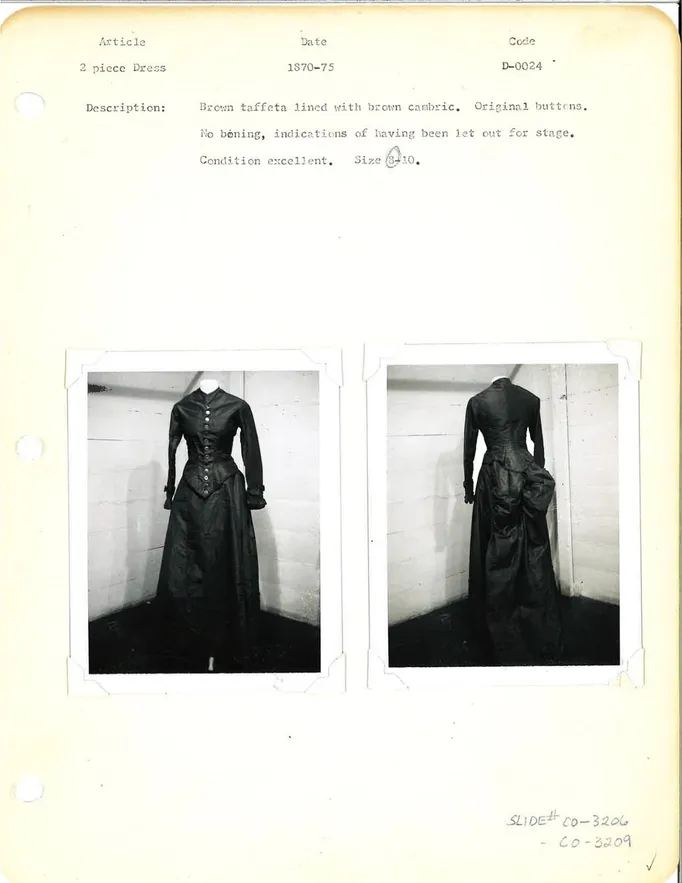 Article Date Code
2 piece Dress 1870-75 D-0024
Description: Brown taffeta lined with brown cambric. Original buttons.
No boning, indications of having been let out for stage.
Condition excellent. Size 8-10.
SLIDE# CO-3206
- CO-3209